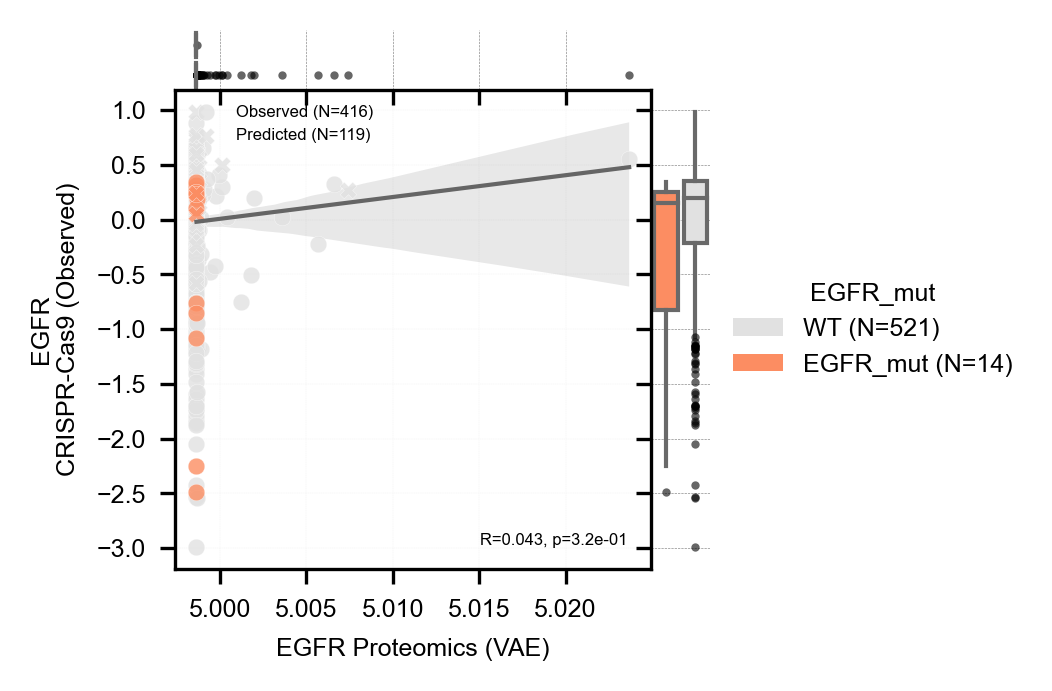 1.0
0.5
0.0
−0.5
−1.0
−1.5
−2.0
−2.5
−3.0
EGFR
CRISPR-Cas9 (Observed)
Observed (N=416)
Predicted (N=119)
R=0.043, p=3.2e-01
5.000 5.005 5.010 5.015 5.020
EGFR Proteomics (VAE)
EGFR_mut
WT (N=521)
EGFR_mut (N=14)